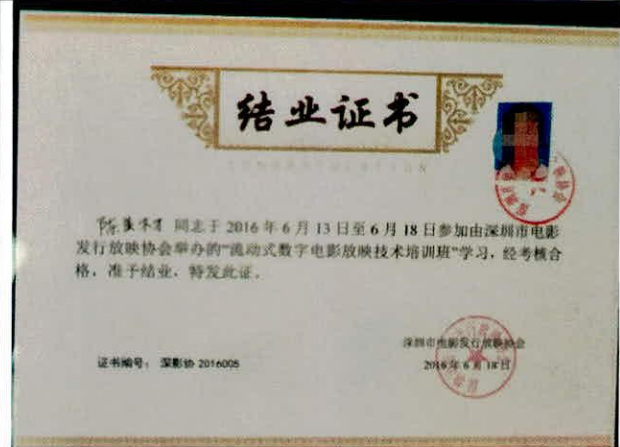 结业证书
CONGRATULATION
陈 同志于 2016 年 6 月 13 日至 6 月 18 日参加由深圳市电影
发行放映协会举办的“流动式数字电影放映技术培训班”学习，经考核合
格，准予结业，特发此证。
深圳市电影发行放映协会
2016 年 6 月 18 日
证书编号： 深影协 2016005